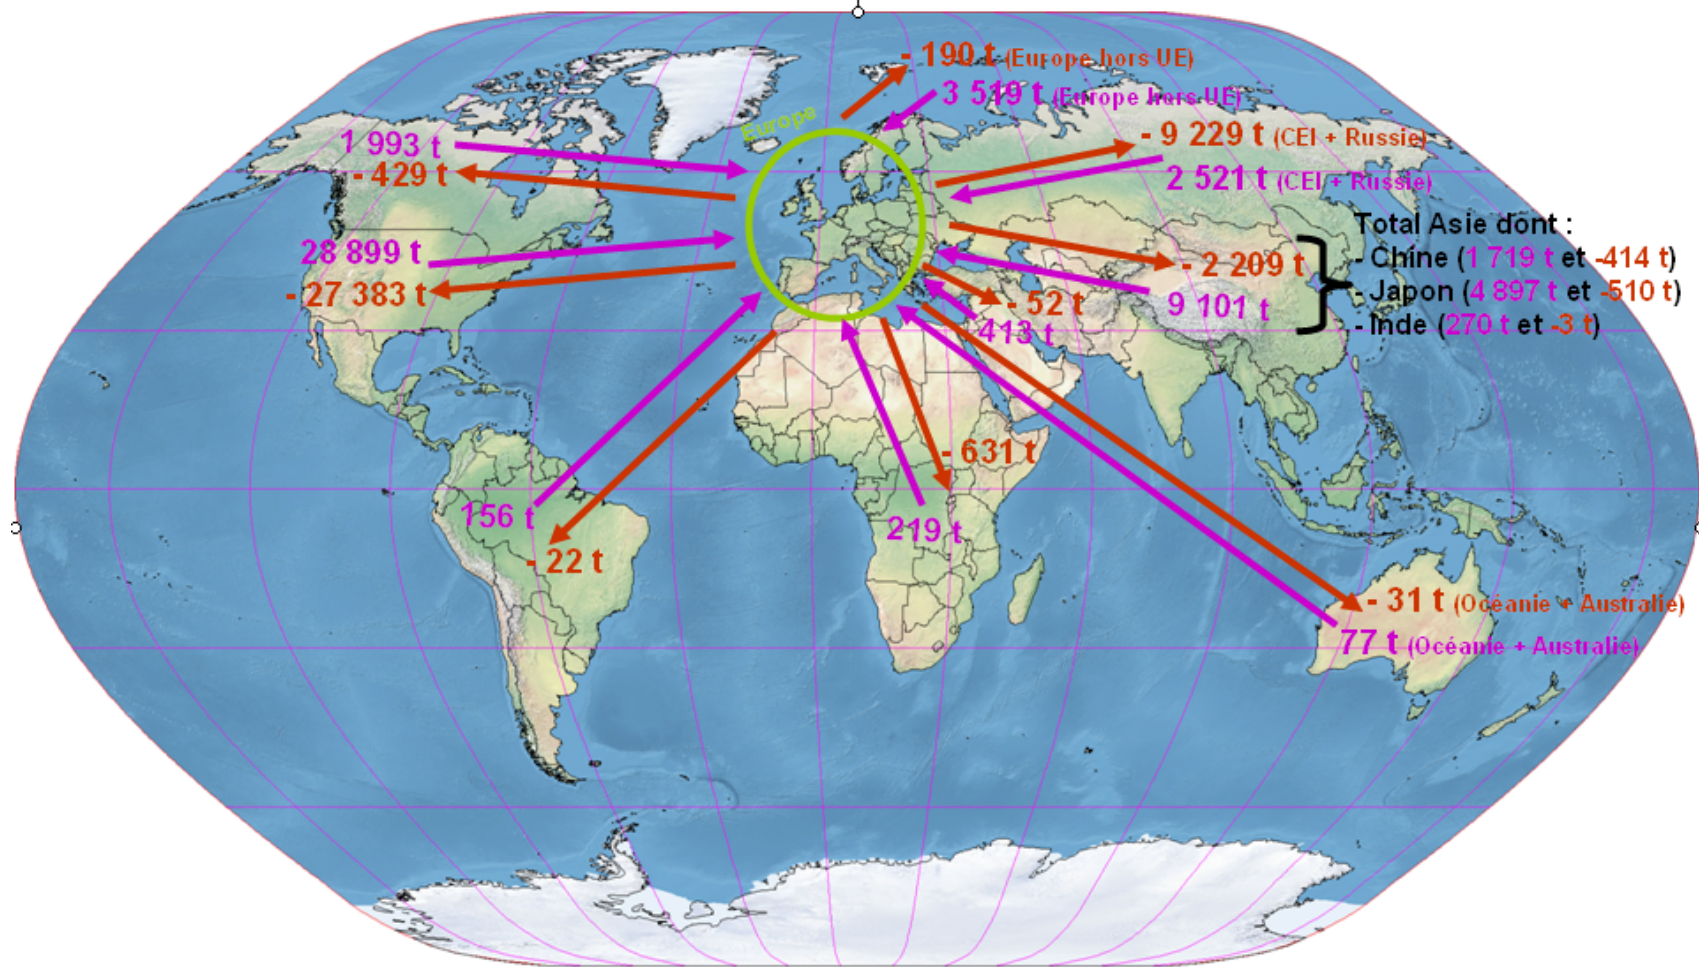 - 190 t (Europe hors UE)
3 519 t (Europe hors UE)
Europe
1 993 t
- 429 t
- 9 229 t (CEI + Russie)
2 521 t (CEI + Russie)
28 899 t
- 27 383 t
Total Asie dont :
- Chine (1 719 t et -414 t)
- Japon (4 897 t et -510 t)
- Inde (270 t et -3 t)
- 2 209 t
9 101 t
- 52 t
413 t
- 631 t
219 t
156 t
- 22 t
- 31 t (Océanie + Australie)
77 t (Océanie + Australie)